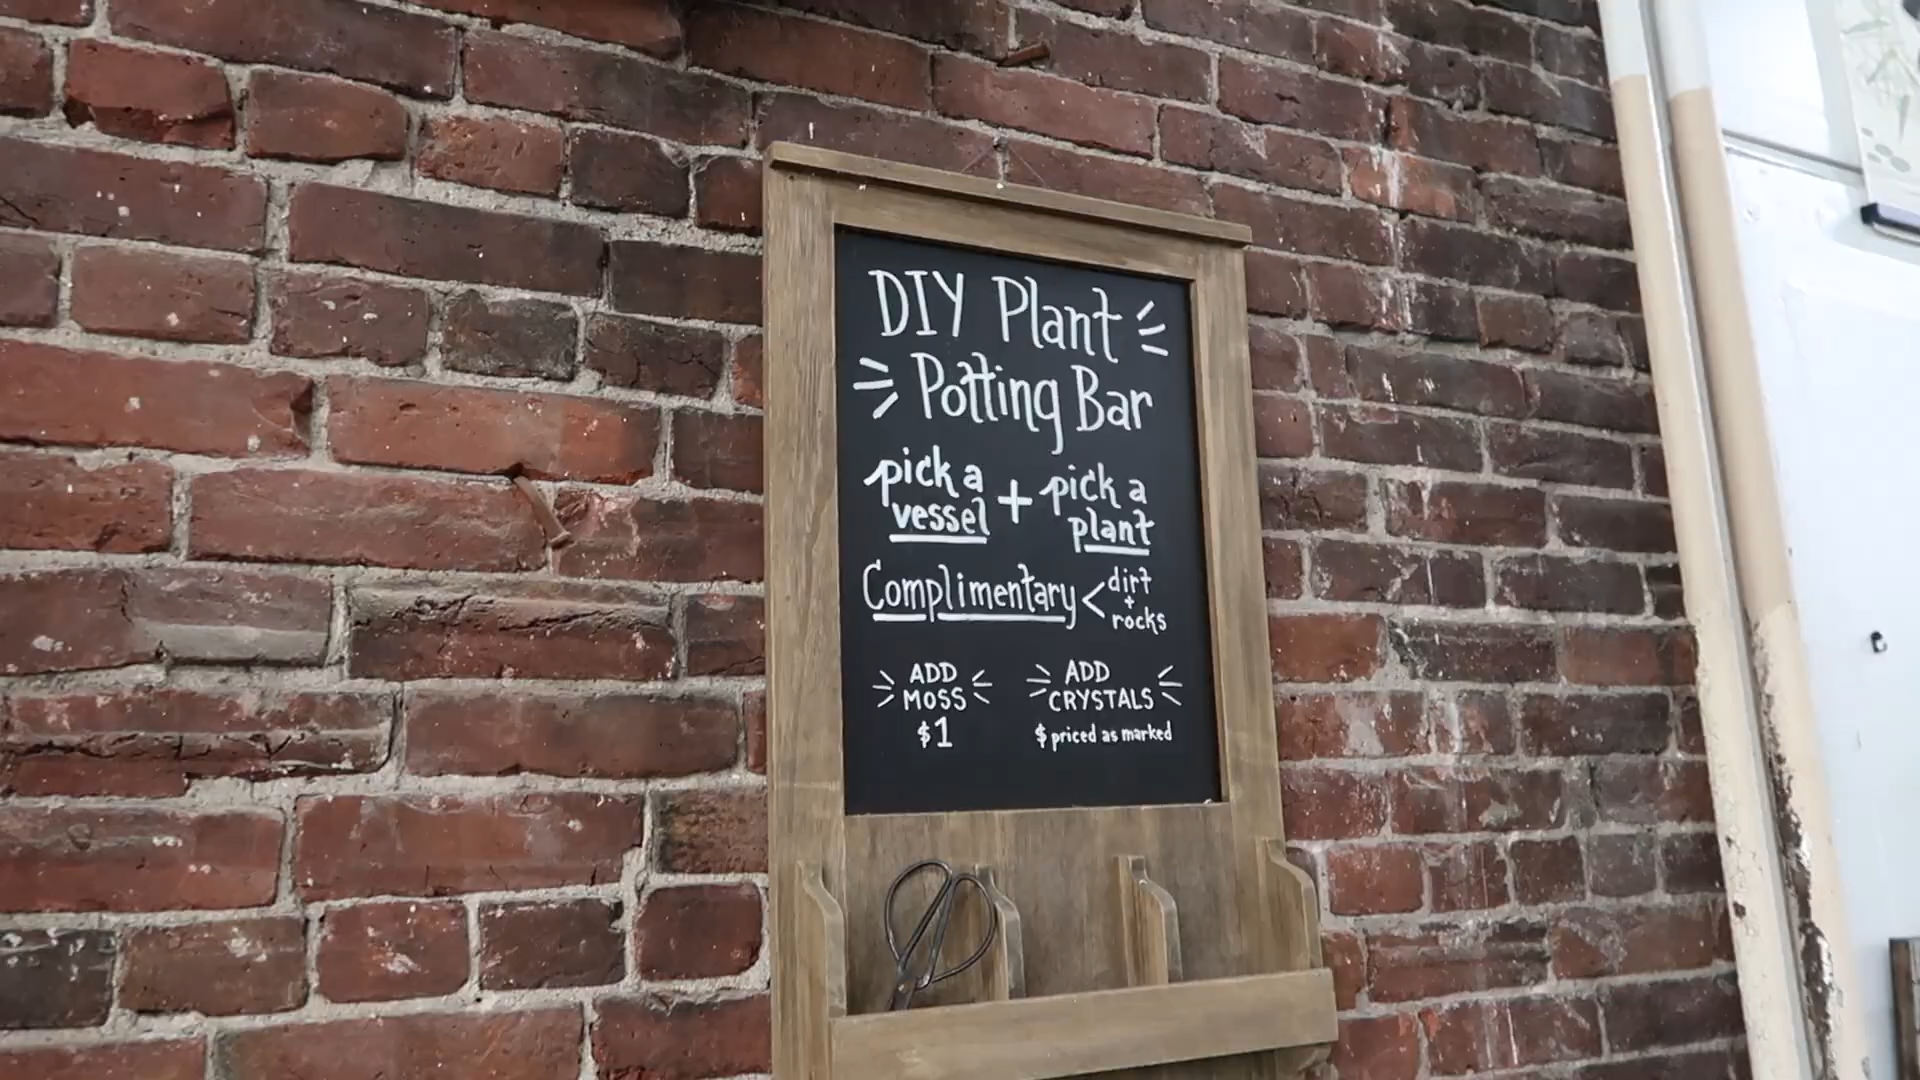 DIY Plant
Potting Bar
pick a vessel + pick a plant
Complimentary < dirt + rocks
ADD MOSS $1
ADD CRYSTALS $ priced as marked